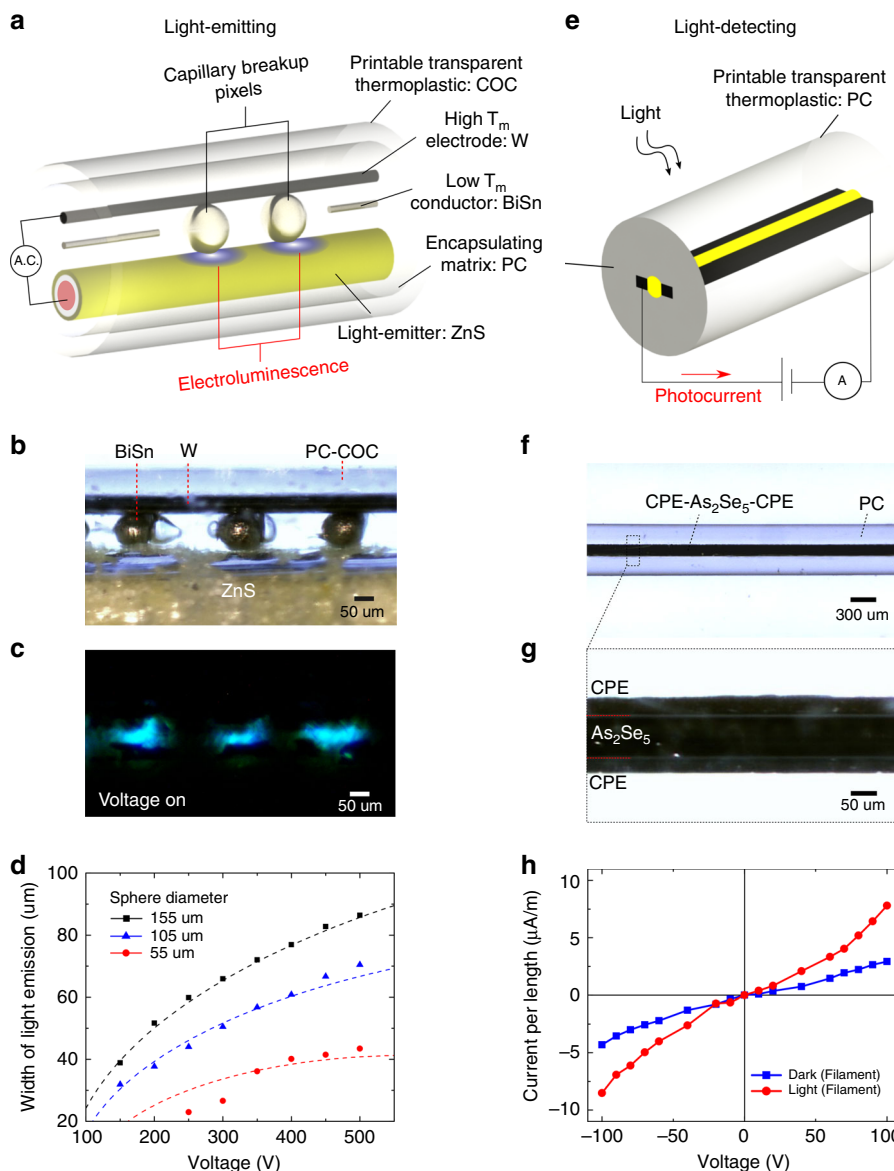 a
Light-emitting
Capillary breakup
pixels
Printable transparent
thermoplastic: COC
High Tm
electrode: W
Low Tm
conductor: BiSn
A.C.
Encapsulating
matrix: PC
Light-emitter: ZnS
Electroluminescence
e
Light-detecting
Printable transparent
thermoplastic: PC
Light
Photocurrent
A
b
BiSn
W
PC-COC
ZnS
50 um
c
Voltage on
50 um
f
CPE-As2Se5-CPE
PC
300 um
g
CPE
As2Se5
CPE
50 um
d
Width of light emission (um)
100
80
60
40
20
Sphere diameter
155 um
105 um
55 um
100 200 300 400 500
Voltage (V)
h
Current per length (µA/m)
10
5
0
−5
−10
Dark (Filament)
Light (Filament)
−100 −50 0 50 100
Voltage (V)